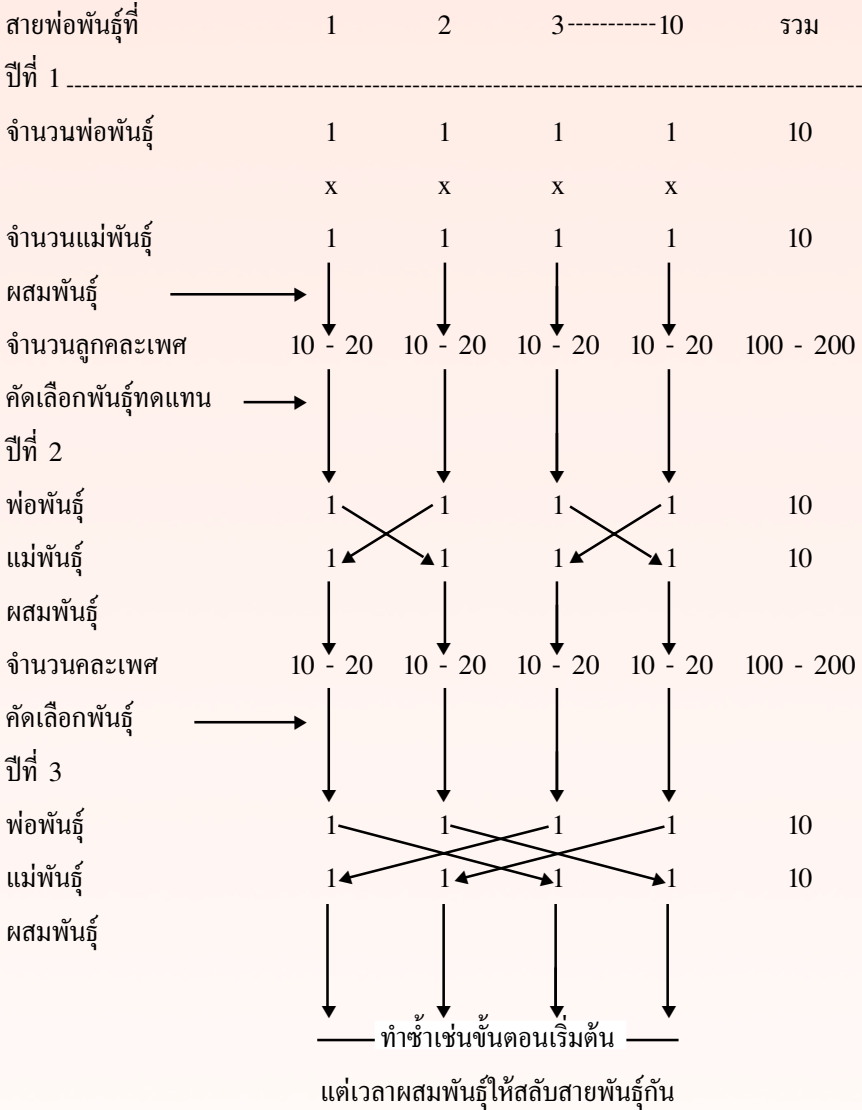 สายพ่อพันธุ์ที่ 1 2 3-----------10 รวม
ปีที่ 1
จำนวนพ่อพันธุ์ 1 1 1 1 10
x x x x
จำนวนแม่พันธุ์ 1 1 1 1 10
ผสมพันธุ์
จำนวนลูกคละเพศ 10 - 20 10 - 20 10 - 20 10 - 20 100 - 200
คัดเลือกพันธุ์ทดแทน
ปีที่ 2
พ่อพันธุ์ 1 1 1 1 10
แม่พันธุ์ 1 1 1 1 10
ผสมพันธุ์
จำนวนคละเพศ 10 - 20 10 - 20 10 - 20 10 - 20 100 - 200
คัดเลือกพันธุ์
ปีที่ 3
พ่อพันธุ์ 1 1 1 1 10
แม่พันธุ์ 1 1 1 1 10
ผสมพันธุ์
ทำซ้ำเช่นขั้นตอนเริ่มต้น
แต่เวลาผสมพันธุ์ให้สลับสายพันธุ์กัน